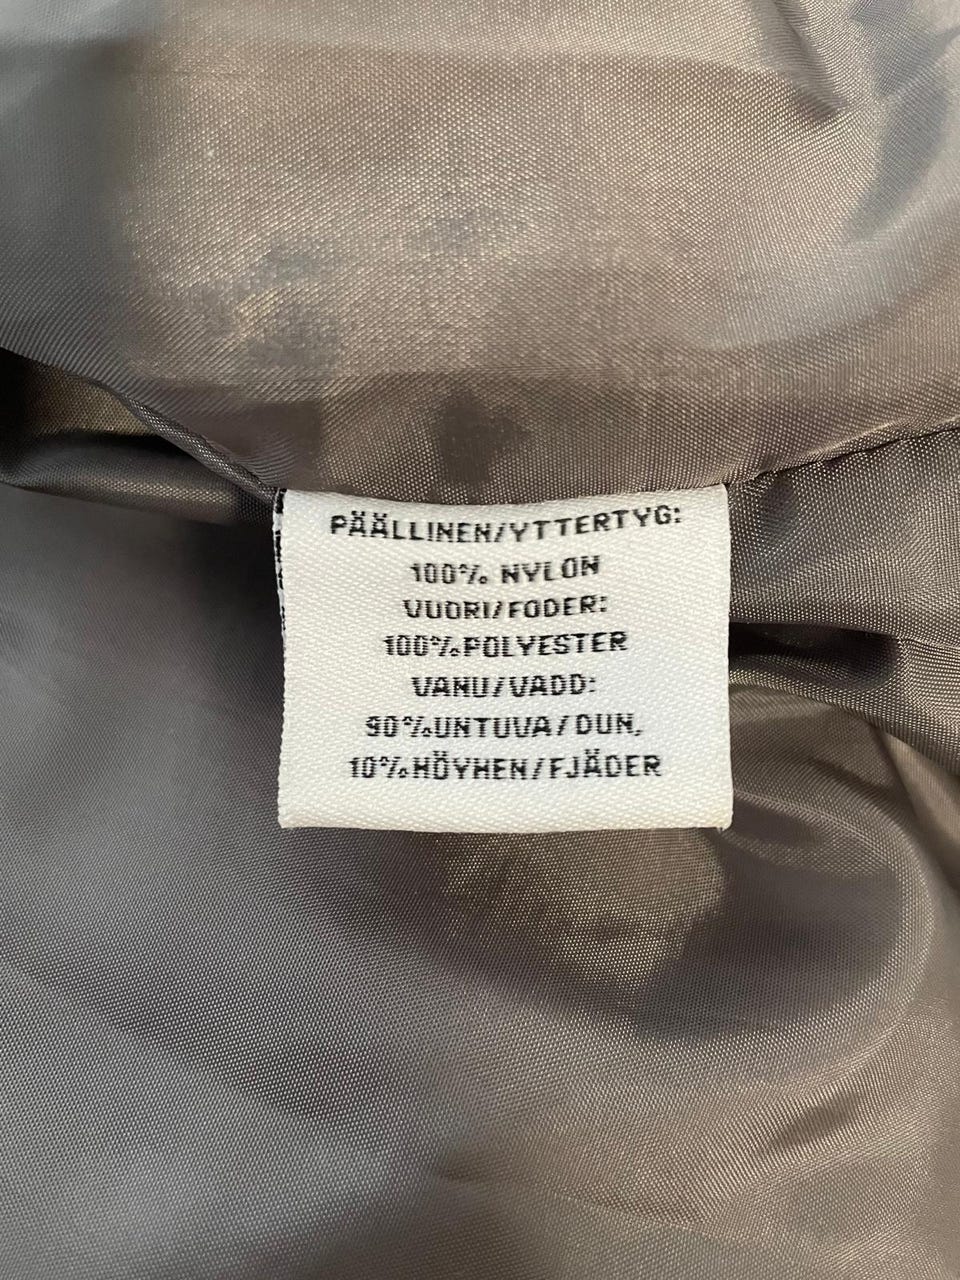 PÄÄLLINEN/YTTERTYG:
100% NYLON
VUORI/FODER:
100%POLYESTER
VANU/VADD:
90%UNTUVA/DUN,
10%HÖYHEN/FJÄDER